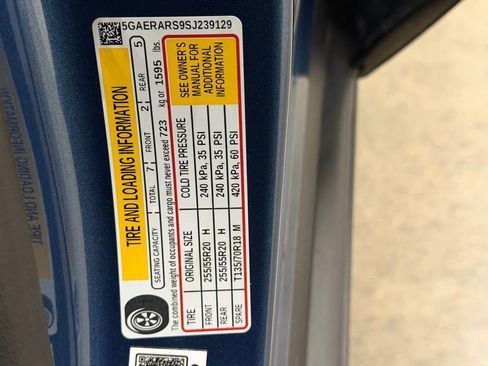 5GAERARS9SJ239129
TIRE AND LOADING INFORMATION
SEATING CAPACITY TOTAL 7 FRONT 2 REAR 5
The combined weight of occupants and cargo must never exceed 723 kg or 1595 lbs.
TIRE ORIGINAL SIZE COLD TIRE PRESSURE
FRONT 255/55R20 H 240 kPa, 35 PSI
REAR 255/55R20 H 240 kPa, 35 PSI
SPARE T135/70R18 M 420 kPa, 60 PSI
SEE OWNER'S
MANUAL FOR
ADDITIONAL
INFORMATION